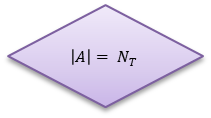 |A| = N_T